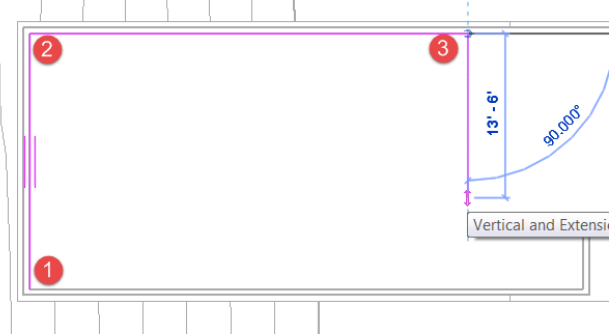 2
3
13' - 6'
90.000°
Vertical and Extensi
1